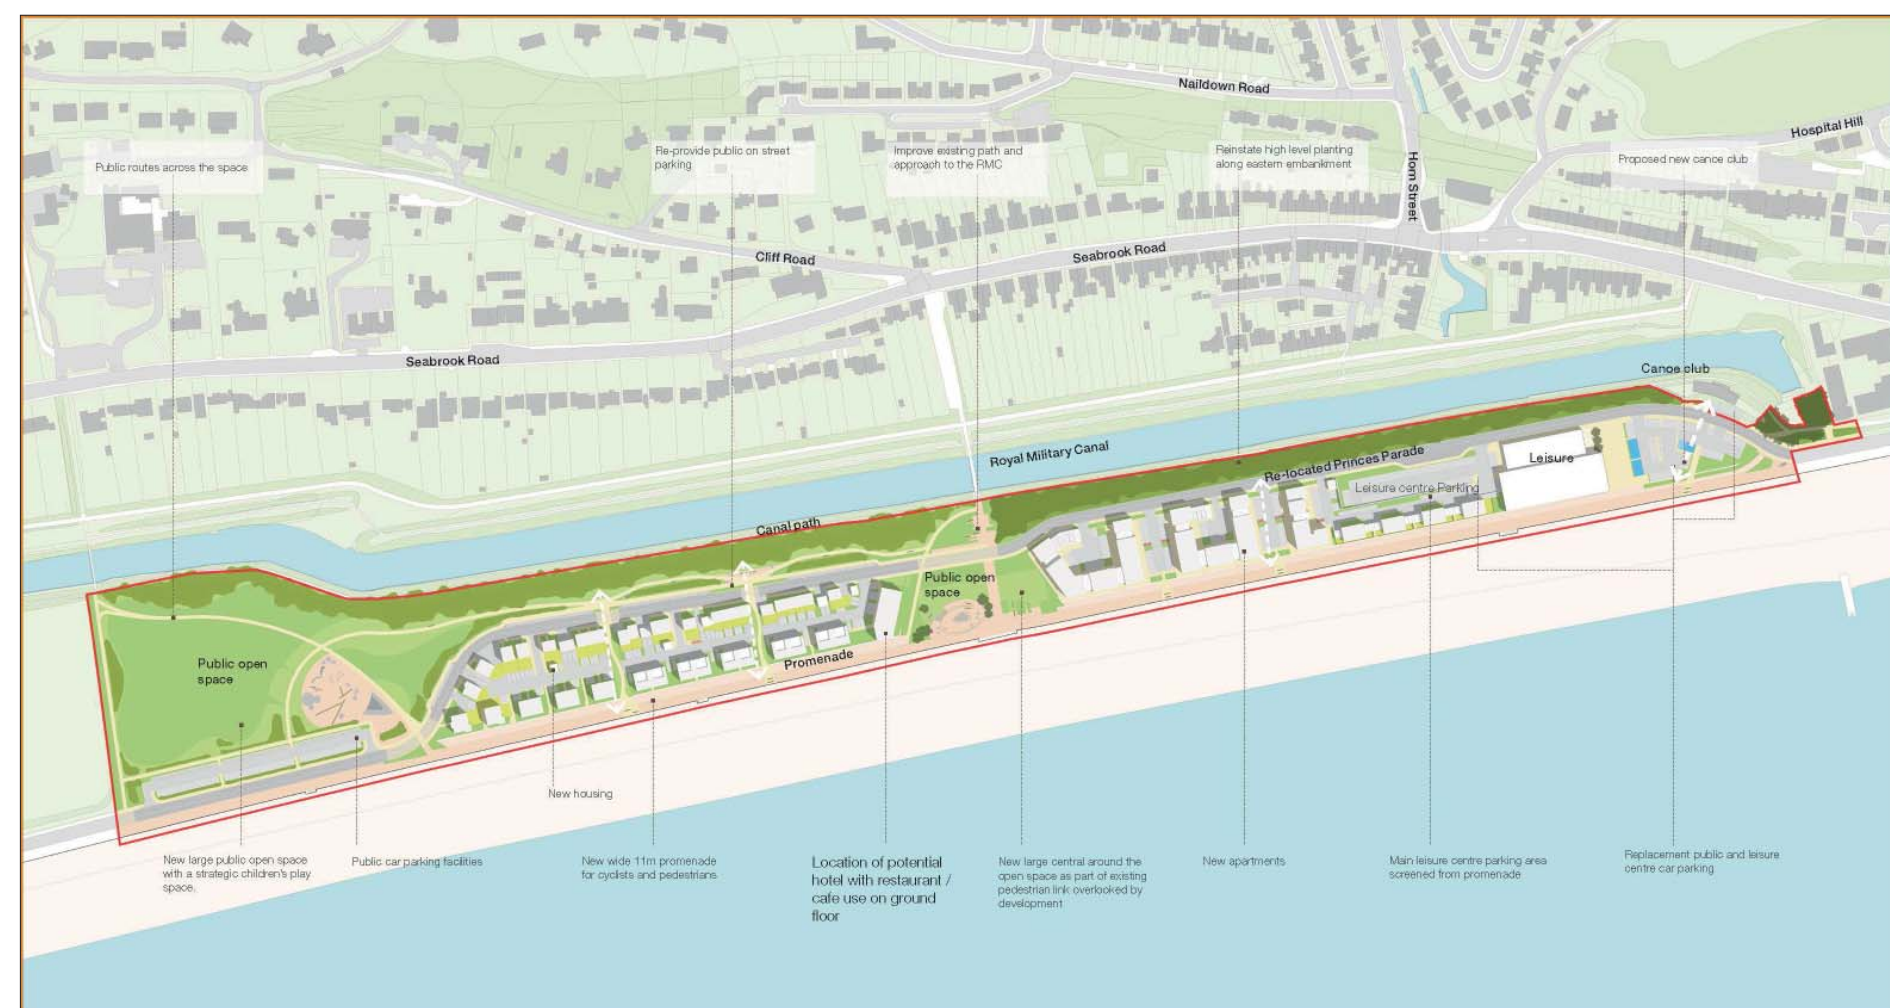 Naildown Road
Hospital Hill
Horn Street
Public routes across the space
Re-provide public on street
parking
Improve existing path and
approach to the RMC
Reinstate high level planting
along eastern embankment
Proposed new canoe club
Cliff Road
Seabrook Road
Seabrook Road
Canoe club
Royal Military Canal
Re-located Princes Parade
Leisure
Leisure centre Parkling
Canal path
Public open
space
Public open
space
Promenade
New housing
New large public open space
with a strategic children's play
space.
Public car parking facilities
New wide 11m promenade
for cyclists and pedestrians
Location of potential
hotel with restaurant /
cafe use on ground
floor
New large central around the
open space as part of existing
pedestrian link overlooked by
development
New apartments
Main leisure centre parking area
screened from promenade
Replacement public and leisure
centre car parking